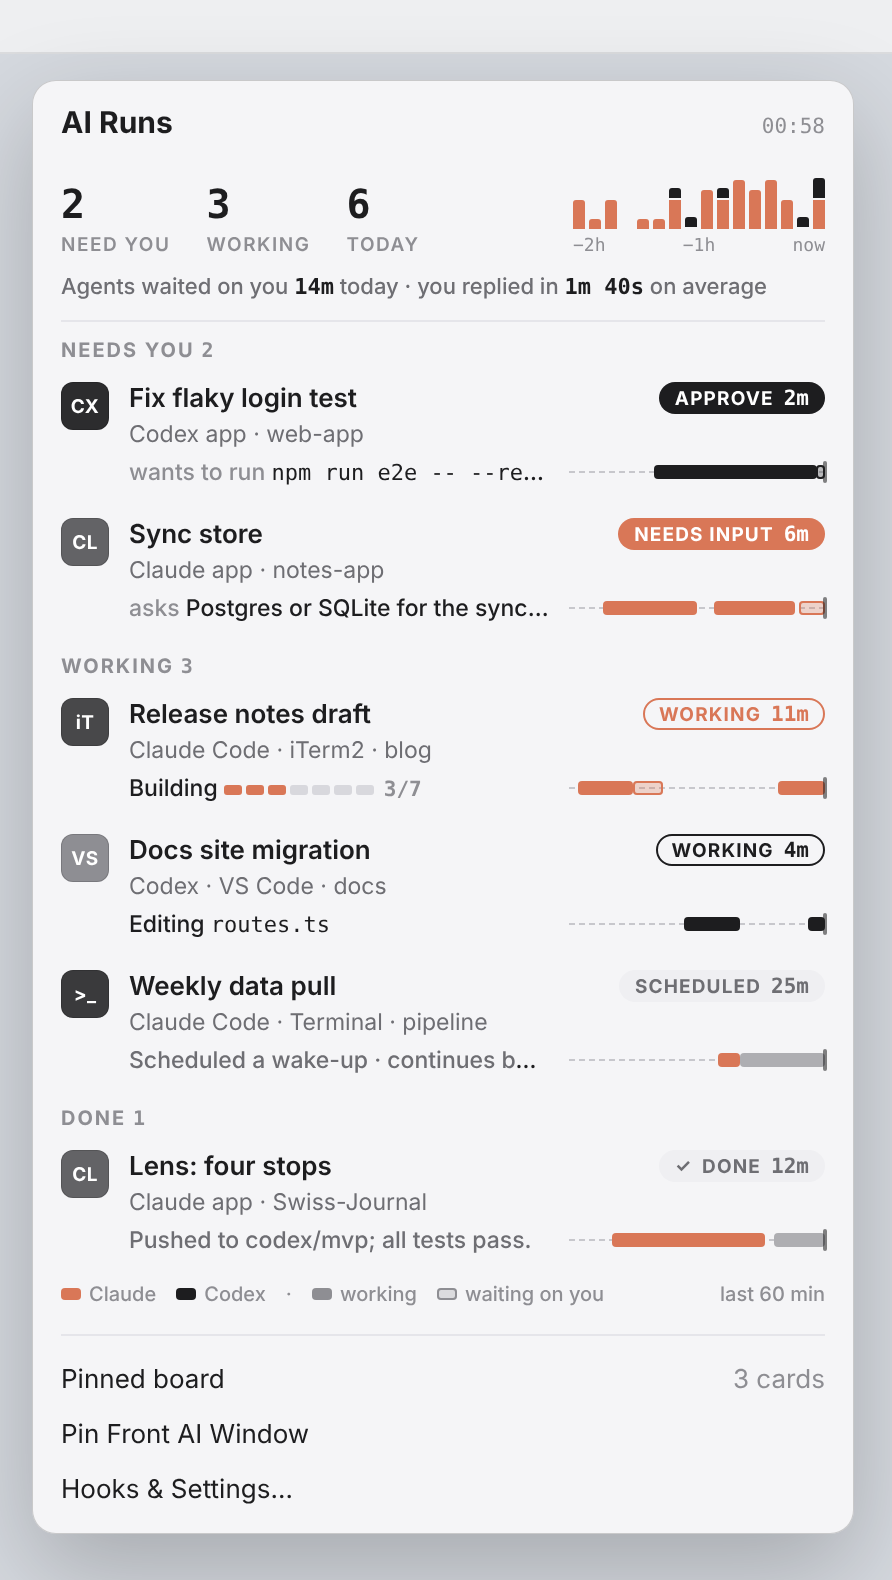 AI Runs 00:58
2 3 6
NEED YOU WORKING TODAY
−2h −1h now
Agents waited on you 14m today · you replied in 1m 40s on average
NEEDS YOU 2
CX Fix flaky login test APPROVE 2m
Codex app · web-app
wants to run npm run e2e -- --re…
CL Sync store NEEDS INPUT 6m
Claude app · notes-app
asks Postgres or SQLite for the sync…
WORKING 3
iT Release notes draft WORKING 11m
Claude Code · iTerm2 · blog
Building 3/7
VS Docs site migration WORKING 4m
Codex · VS Code · docs
Editing routes.ts
>_ Weekly data pull SCHEDULED 25m
Claude Code · Terminal · pipeline
Scheduled a wake-up · continues b…
DONE 1
CL Lens: four stops ✓ DONE 12m
Claude app · Swiss-Journal
Pushed to codex/mvp; all tests pass.
Claude Codex · working waiting on you last 60 min
Pinned board 3 cards
Pin Front AI Window
Hooks & Settings...